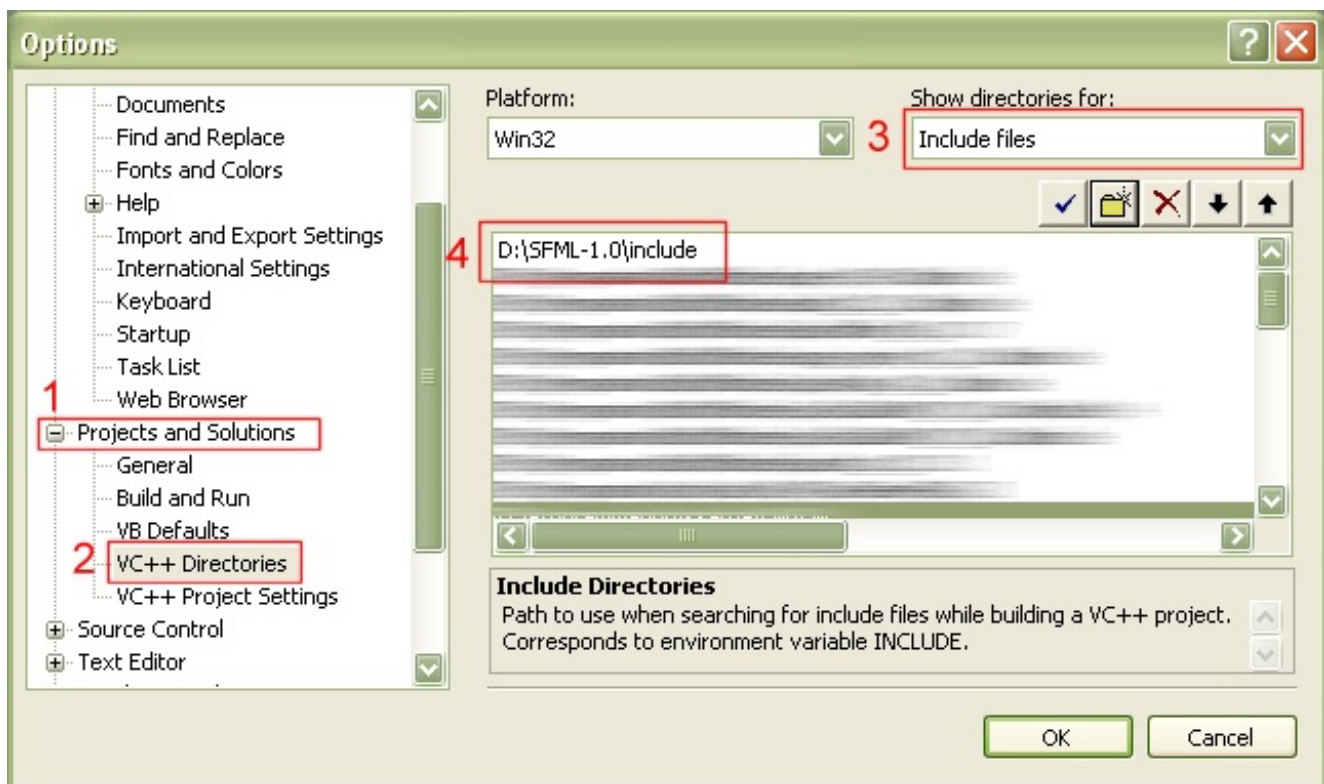 Options
Documents
Find and Replace
Fonts and Colors
Help
Import and Export Settings
International Settings
Keyboard
Startup
Task List
Web Browser
1
Projects and Solutions
General
Build and Run
VB Defaults
2 VC++ Directories
VC++ Project Settings
Source Control
Text Editor
Platform:
Win32
Show directories for:
3 Include files
4 D:\SFML-1.0\include
Include Directories
Path to use when searching for include files while building a VC++ project.
Corresponds to environment variable INCLUDE.
OK
Cancel